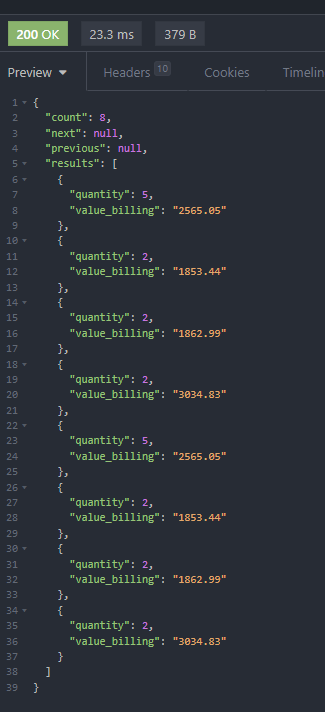 200 OK 23.3 ms 379 B
Preview Headers 10 Cookies Timelin
1 {
2 "count": 8,
3 "next": null,
4 "previous": null,
5 "results": [
6 {
7 "quantity": 5,
8 "value_billing": "2565.05"
9 },
10 {
11 "quantity": 2,
12 "value_billing": "1853.44"
13 },
14 {
15 "quantity": 2,
16 "value_billing": "1862.99"
17 },
18 {
19 "quantity": 2,
20 "value_billing": "3034.83"
21 },
22 {
23 "quantity": 5,
24 "value_billing": "2565.05"
25 },
26 {
27 "quantity": 2,
28 "value_billing": "1853.44"
29 },
30 {
31 "quantity": 2,
32 "value_billing": "1862.99"
33 },
34 {
35 "quantity": 2,
36 "value_billing": "3034.83"
37 }
38 ]
39 }